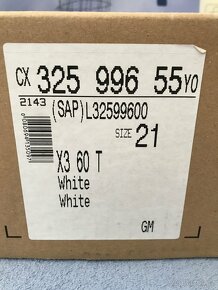 CX 325 996 55YO
2143
(SAP)L32599600
SIZE 21
X3 60 T
White
White
GM